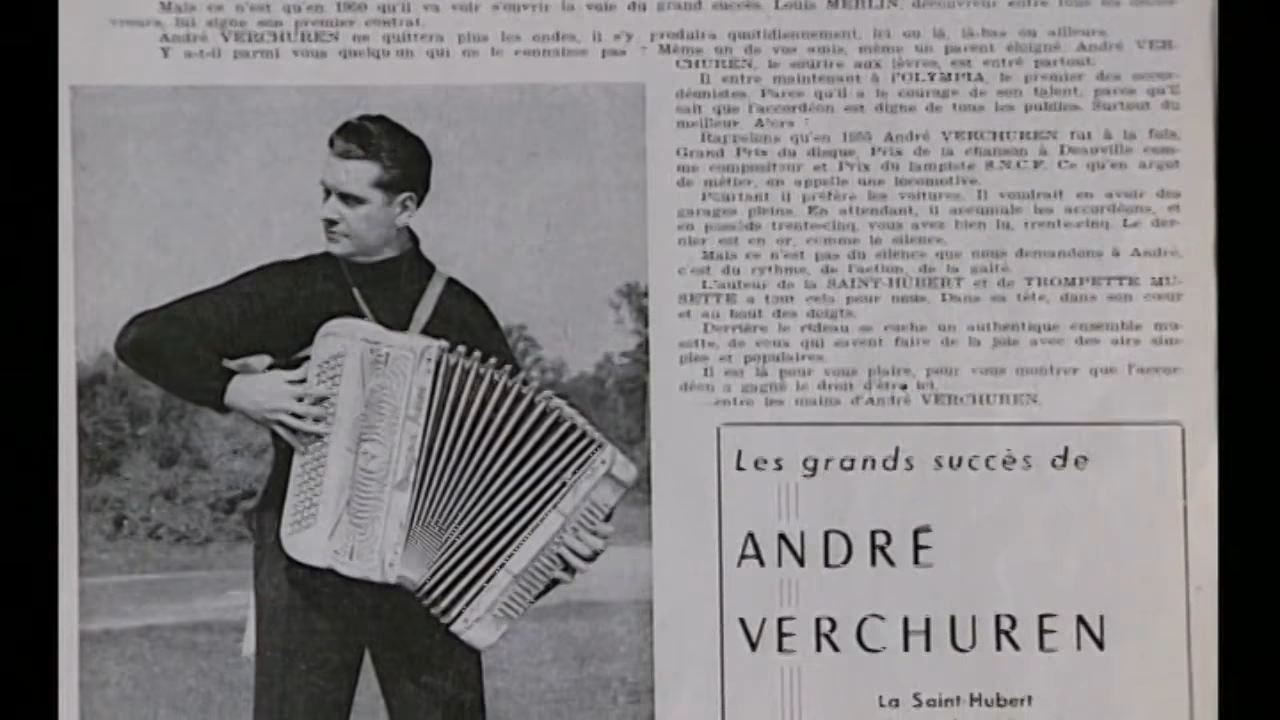 Mais ce n'est qu'en 1950 qu'il va voir s'ouvrir la voie du grand succès. Louis MERLIN, découvreur entre tous les décou-
vreurs, lui signe son premier contrat.
André VERCHUREN ne quittera plus les ondes, il s'y produira quotidiennement, ici ou là, là-bas ou ailleurs.
Y a-t-il parmi vous quelqu'un qui ne le connaisse pas ? Même un de vos amis, même un parent éloigné. André VER-
CHUREN, le sourire aux lèvres, est entré partout.
Il entre maintenant à l'OLYMPIA, le premier des accor-
déonistes. Parce qu'il a le courage de son talent, parce qu'il
sait que l'accordéon est digne de tous les publics. Surtout du
meilleur. Alors ?
Rappelons qu'en 1955 André VERCHUREN fut à la fois,
Grand Prix du disque, Prix de la chanson à Deauville com-
me compositeur et Prix du lampiste S.N.C.F. Ce qu'en argot
de métier, on appelle une locomotive.
Pourtant il préfère les voitures. Il voudrait en avoir des
garages pleins. En attendant, il accumule les accordéons, et
en possède trente-cinq, vous avez bien lu, trente-cinq. Le der-
nier est en or, comme le silence.
Mais ce n'est pas du silence que nous demandons à André,
c'est du rythme, de l'action, de la gaîté.
L'auteur de la SAINT-HUBERT et de TROMPETTE MU-
SETTE a tout cela pour nous. Dans sa tête, dans son cœur
et au bout des doigts.
Derrière le rideau se cache un authentique ensemble mu-
sette, de ceux qui savent faire de la joie avec des airs sim-
ples et populaires.
Il est là pour vous plaire, pour vous montrer que l'accor-
déon a gagné le droit d'être ici,
...entre les mains d'André VERCHUREN.
Les grands succès de
ANDRÉ
VERCHUREN
La Saint-Hubert